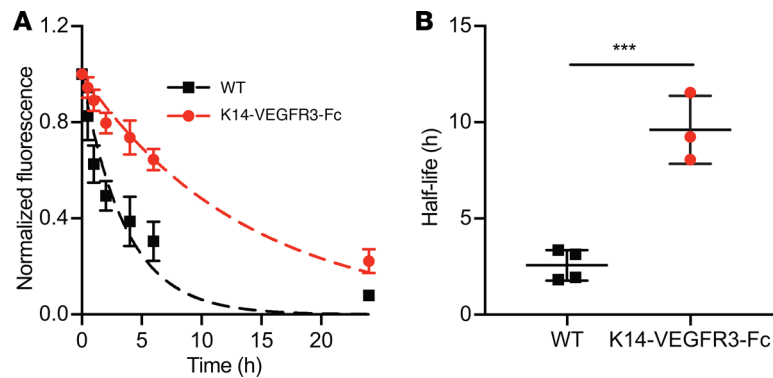 A
Normalized fluorescence
1.2
0.8
0.4
0.0
0
5
10
15
20
Time (h)
WT
K14-VEGFR3-Fc
B
Half-life (h)
15
10
5
0
***
WT
K14-VEGFR3-Fc